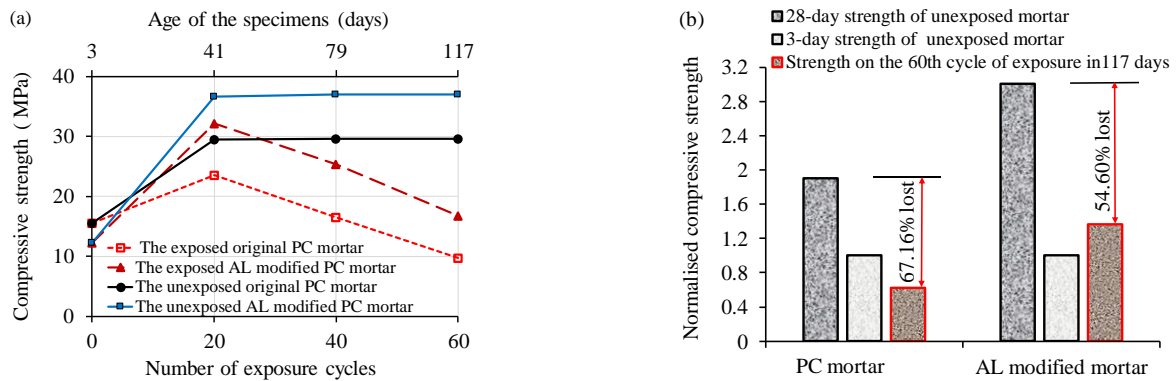 (a)
Age of the specimens (days)
3 41 79 117
Compressive strength ( MPa)
40
30
20
10
0
The exposed original PC mortar
The exposed AL modified PC mortar
The unexposed original PC mortar
The unexposed AL modified PC mortar
0 20 40 60
Number of exposure cycles
(b)
28-day strength of unexposed mortar
3-day strength of unexposed mortar
Strength on the 60th cycle of exposure in117 days
Normalised compressive strength
3.2
2.8
2.4
2
1.6
1.2
0.8
0.4
0
67.16% lost
54.60% lost
PC mortar
AL modified mortar